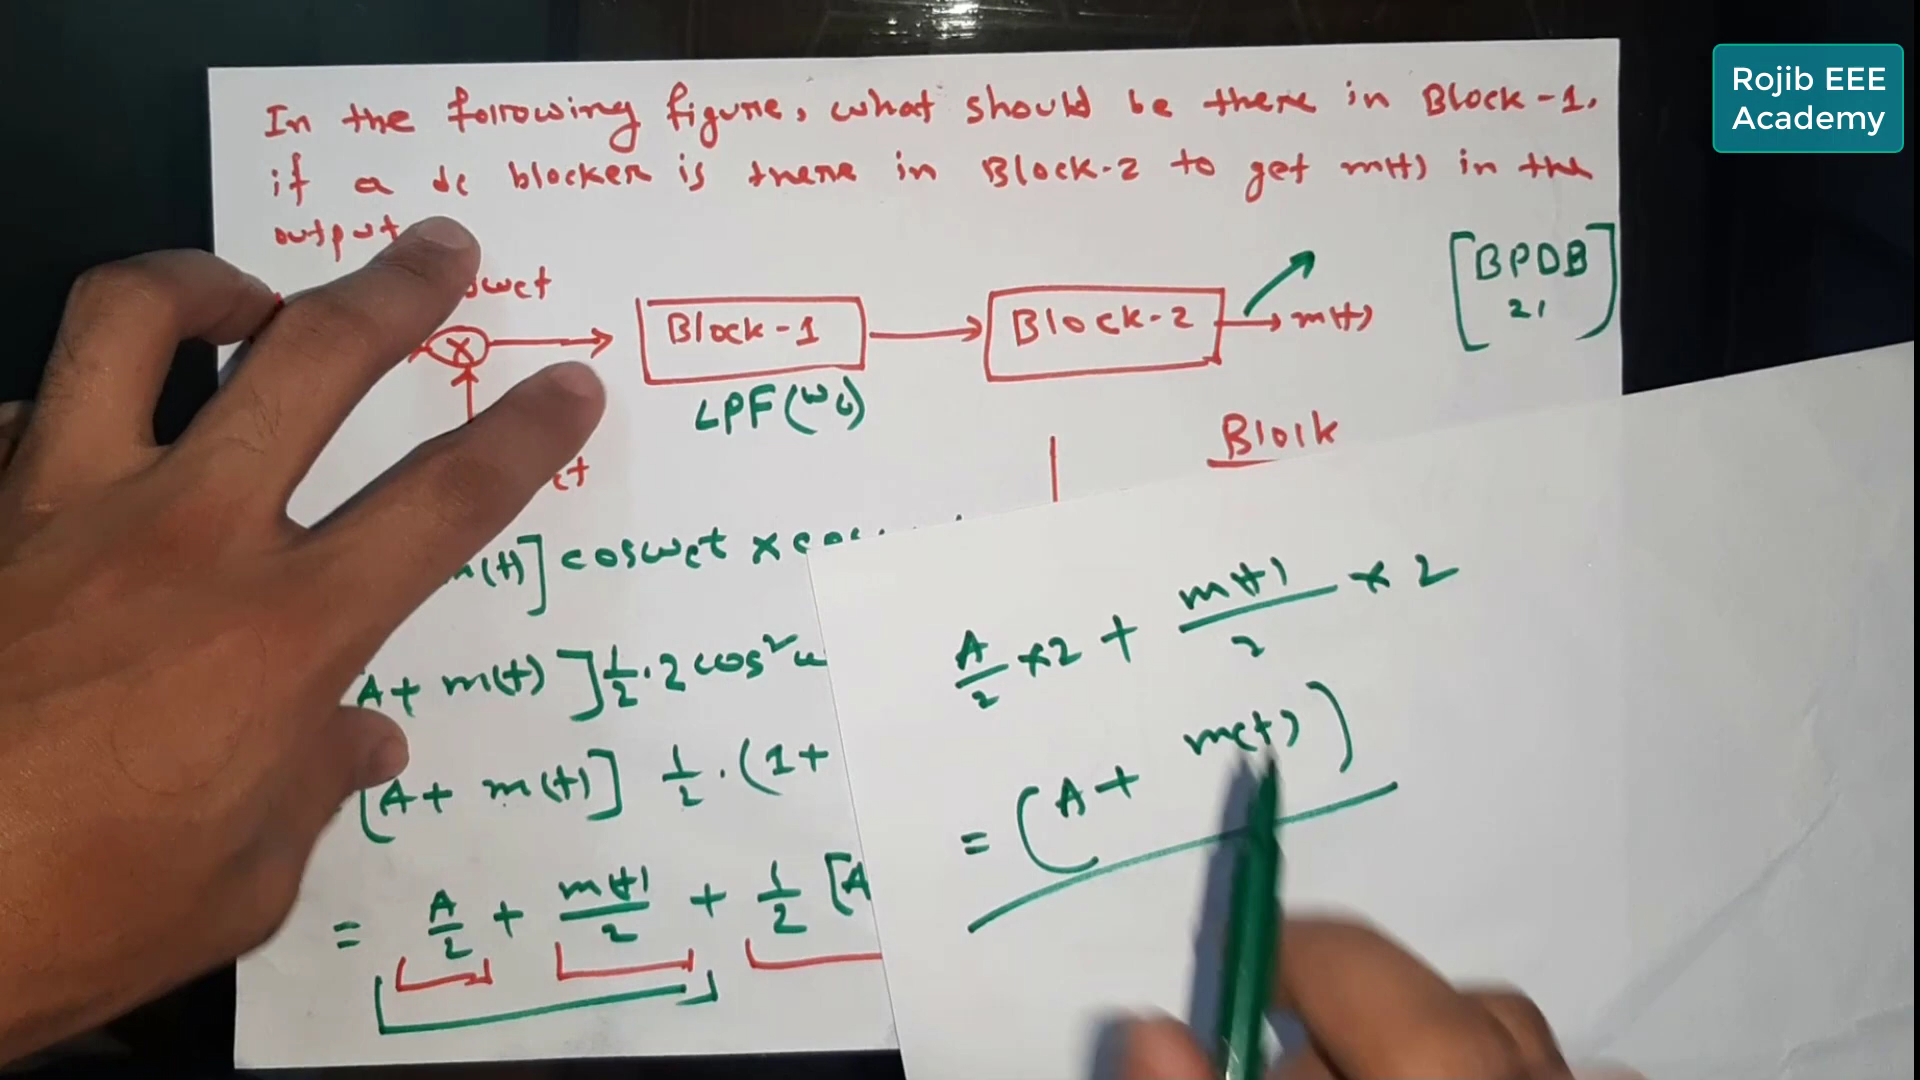 Rojib EEE
Academy
In the following figure, what should be there in Block-1.
if a dc blocker is there in Block-2 to get m(t) in the
output
wct
[BPDB
21]
× Block-1 Block-2 m(t)
LPF(ωc)
ct
Block
m(t)] cosωct ×
A + m(t)] 1/2 · 2 cos²
[A + m(t)] 1/2 · (1+
= A/2 + m(t)/2 + 1/2 [A
A/2 ×2 + m(t)/2 × 2
= (A + m(t))